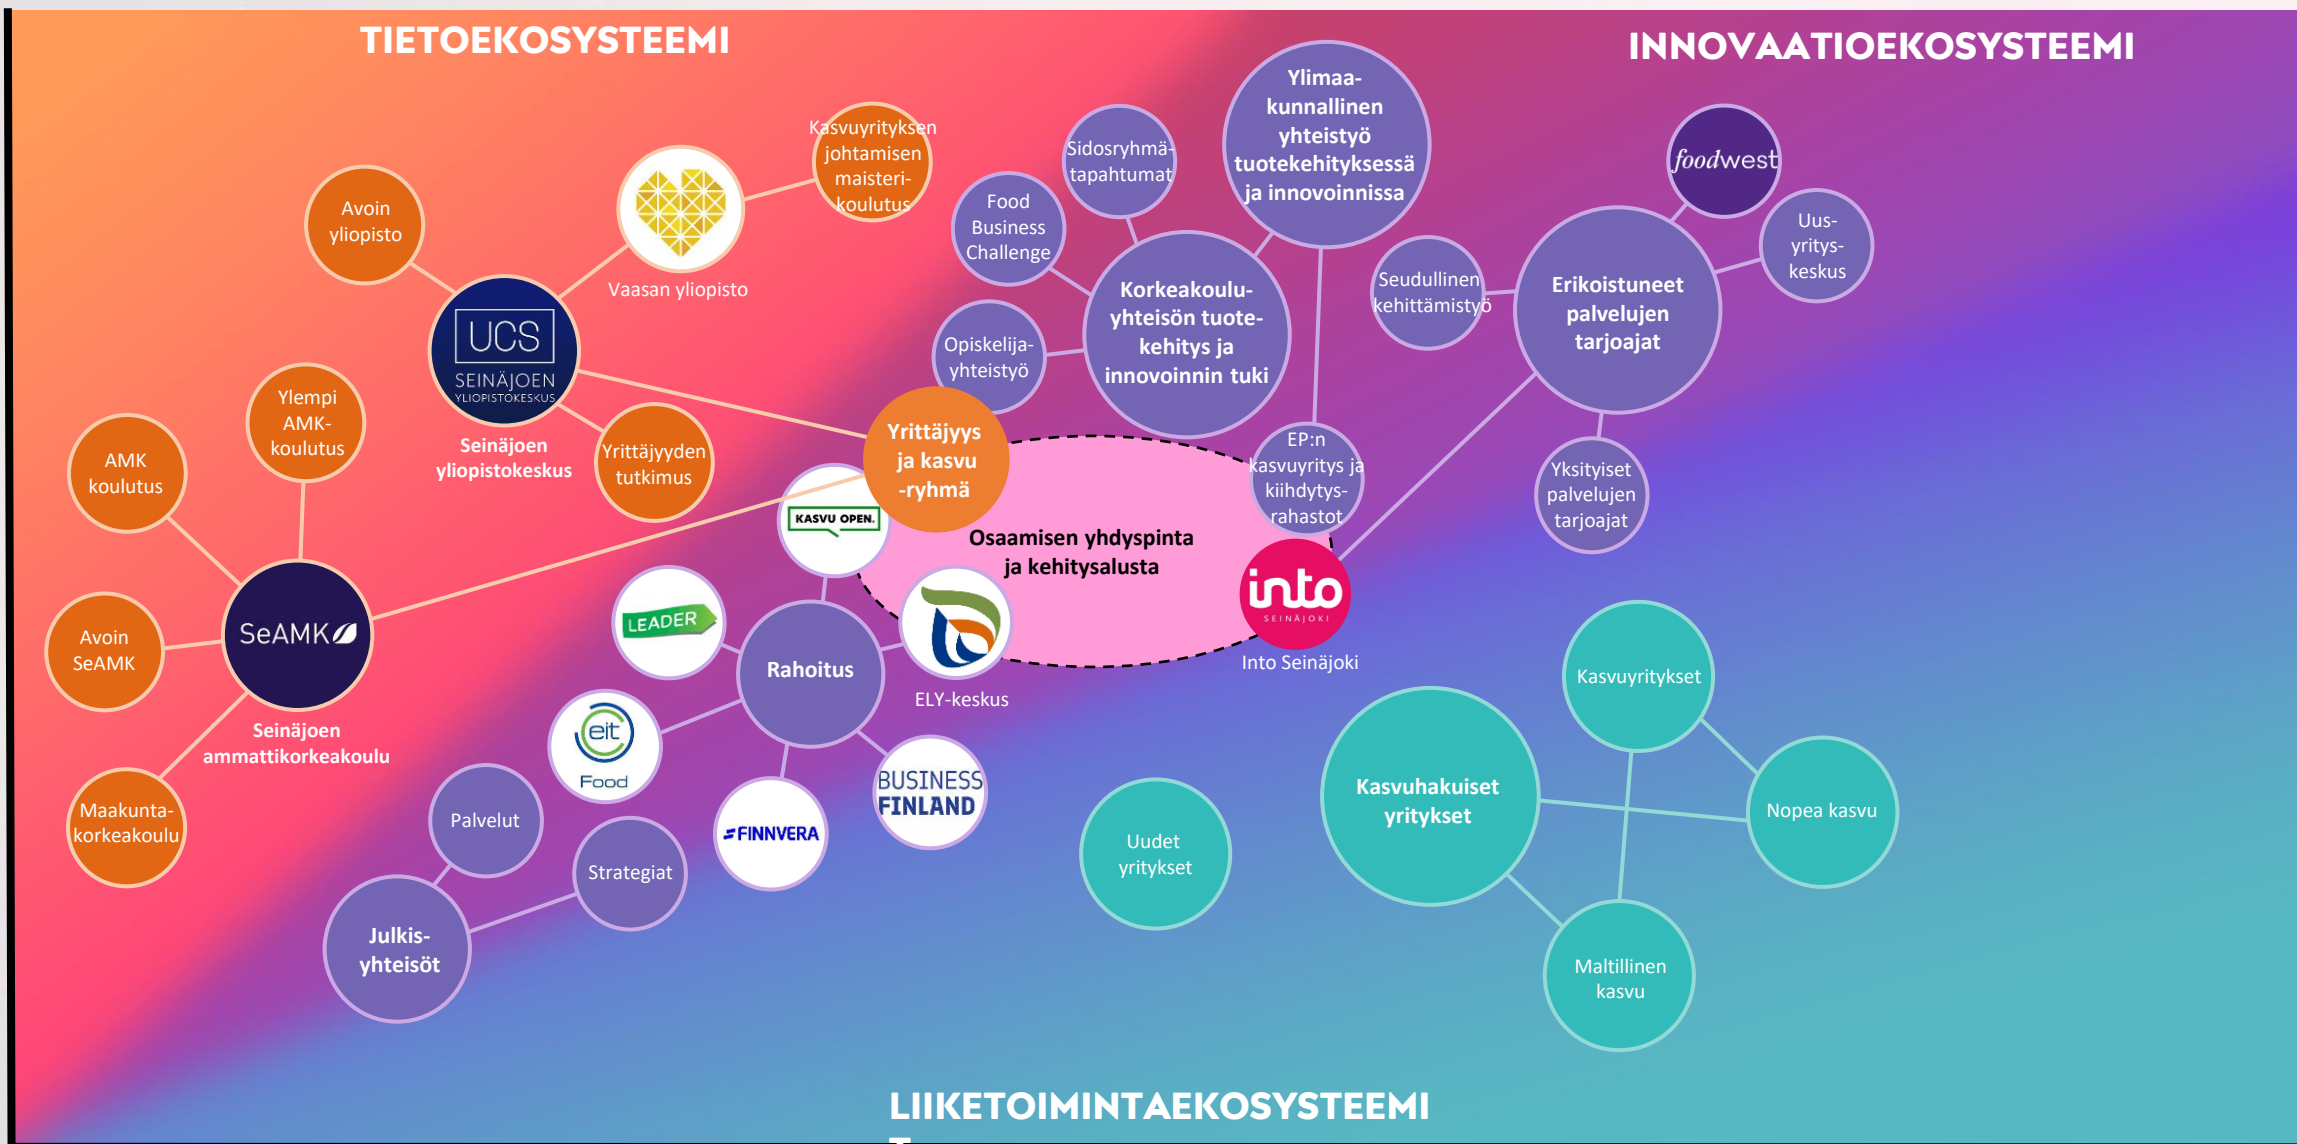 TIETOEKOSYSTEEMI
INNOVAATIOEKOSYSTEEMI
Kasvuyrityksen
johtamisen
maisteri-
koulutus
Avoin
yliopisto
Vaasan yliopisto
UCS
SEINÄJOEN
YLIOPISTOKESKUS
Seinäjoen
yliopistokeskus
Yrittäjyyden
tutkimus
Ylempi
AMK-
koulutus
AMK
koulutus
Avoin
SeAMK
SeAMK
Seinäjoen
ammattikorkeakoulu
Maakunta-
korkeakoulu
Yrittäjyys
ja kasvu
-ryhmä
Ylimaa-
kunnallinen
yhteistyö
tuotekehityksessä
ja innovoinnissa
Sidosryhmä-
tapahtumat
Food
Business
Challenge
Opiskelija-
yhteistyö
Korkeakoulu-
yhteisön tuote-
kehitys ja
innovoinnin tuki
EP:n
kasvuyritys ja
kiihdytys-
rahastot
foodwest
Uus-
yritys-
keskus
Seudullinen
kehittämistyö
Erikoistuneet
palvelujen
tarjoajat
Yksityiset
palvelujen
tarjoajat
Osaamisen yhdyspinta
ja kehitysalusta
into
SEINÄJOKI
Into Seinäjoki
KASVU OPEN.
LEADER
Rahoitus
ELY-keskus
eit
Food
BUSINESS
FINLAND
FINNVERA
Palvelut
Strategiat
Julkis-
yhteisöt
Uudet
yritykset
Kasvuhakuiset
yritykset
Kasvuyritykset
Nopea kasvu
Maltillinen
kasvu
LIIKETOIMINTAEKOSYSTEEMI
T